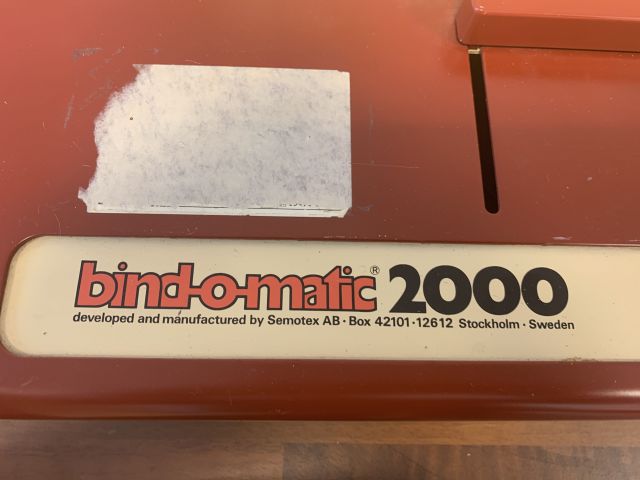 bind-o-matic® 2000
developed and manufactured by Semotex AB · Box 42101 · 12612 Stockholm · Sweden